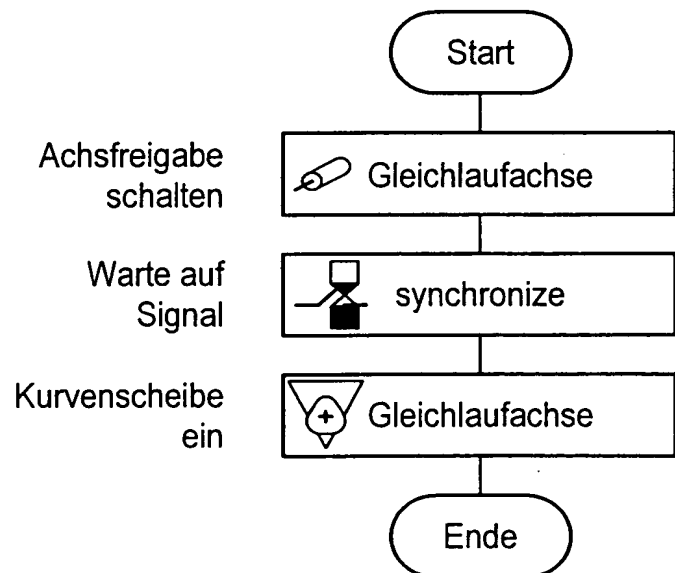 Start
Achsfreigabe
schalten
Gleichlaufachse
Warte auf
Signal
synchronize
Kurvenscheibe
ein
Gleichlaufachse
Ende